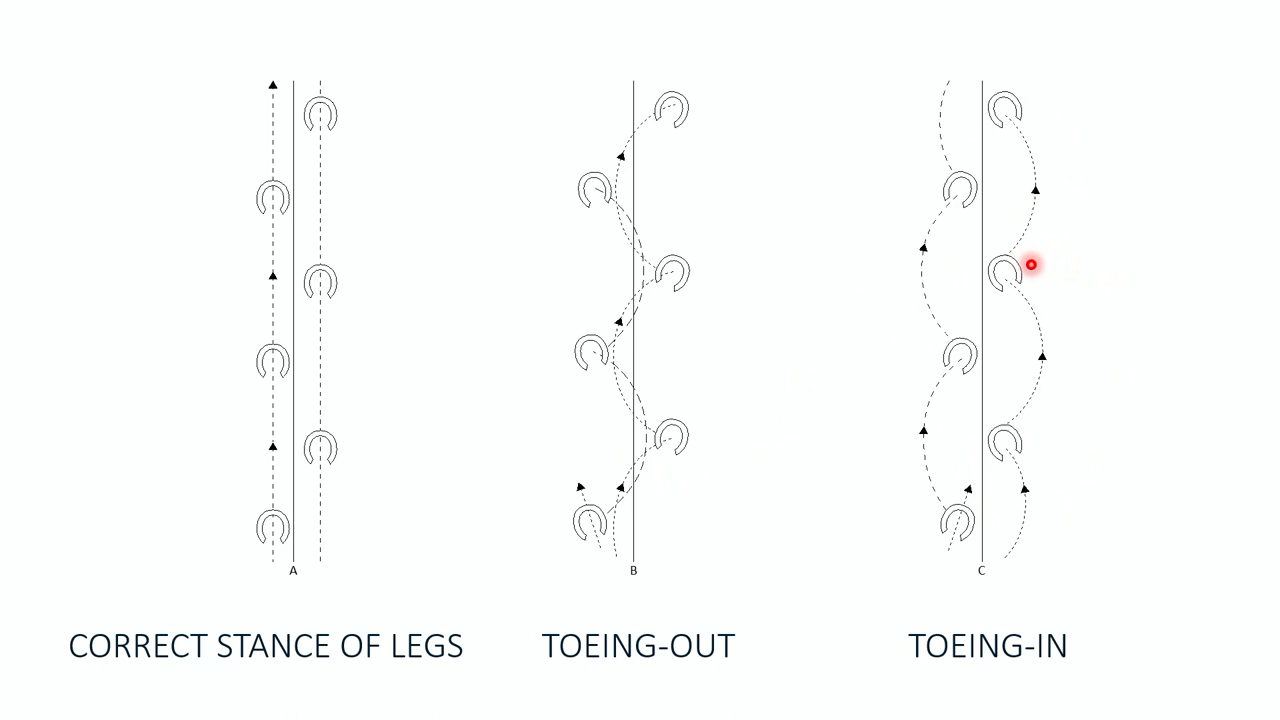 A
B
C
CORRECT STANCE OF LEGS
TOEING-OUT
TOEING-IN